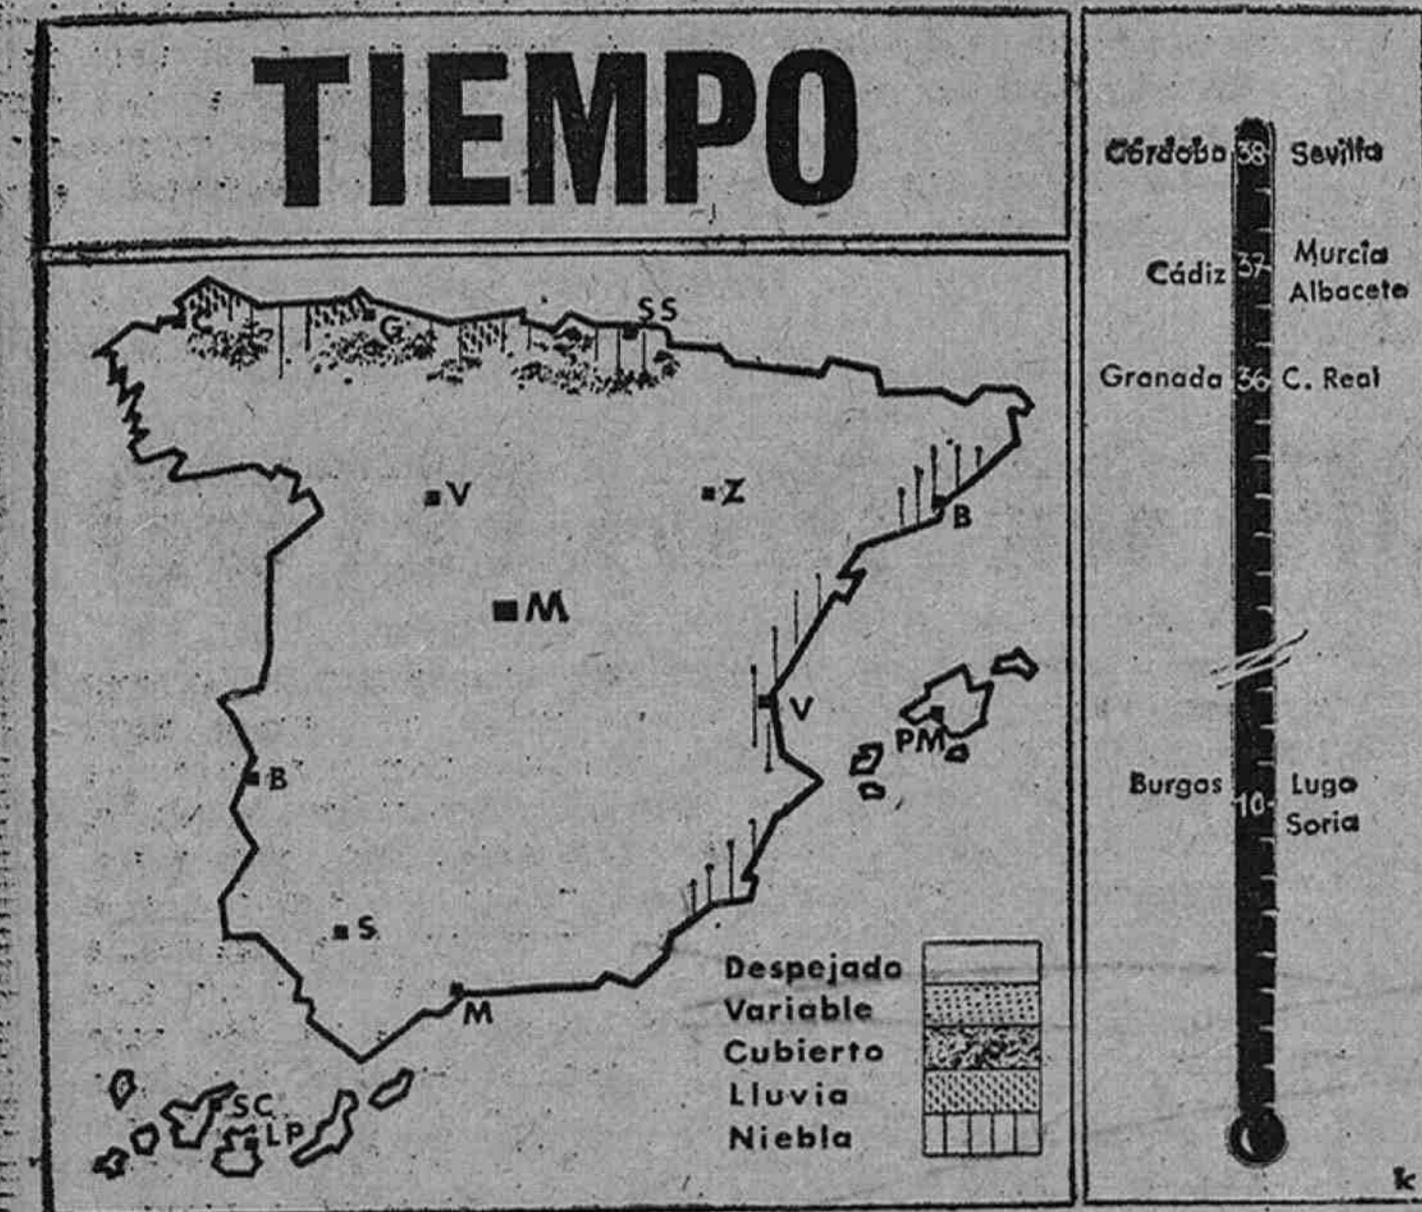 TIEMPO
C
G
SS
V
Z
B
M
V
PM
B
S
M
SC
LP
Despejado
Variable
Cubierto
Lluvia
Niebla
Córdoba 38 Sevilla
Cádiz 37 Murcia
Albacete
Granada 36 C. Real
Burgos 10 Lugo
Soria
k